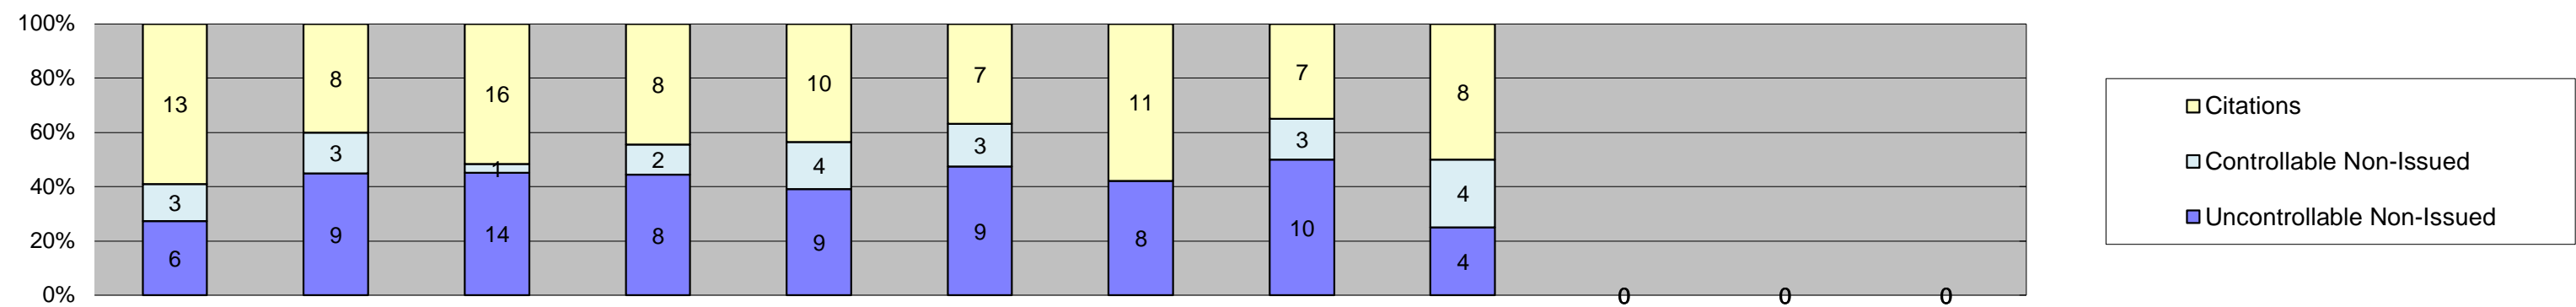 100%
80%
60%
40%
20%
0%
13 8 16 8 10 7 11 7 8
3 3 1 2 4 3 3 4
6 9 14 8 9 9 8 10 4
0 0 0
Citations
Controllable Non-Issued
Uncontrollable Non-Issued